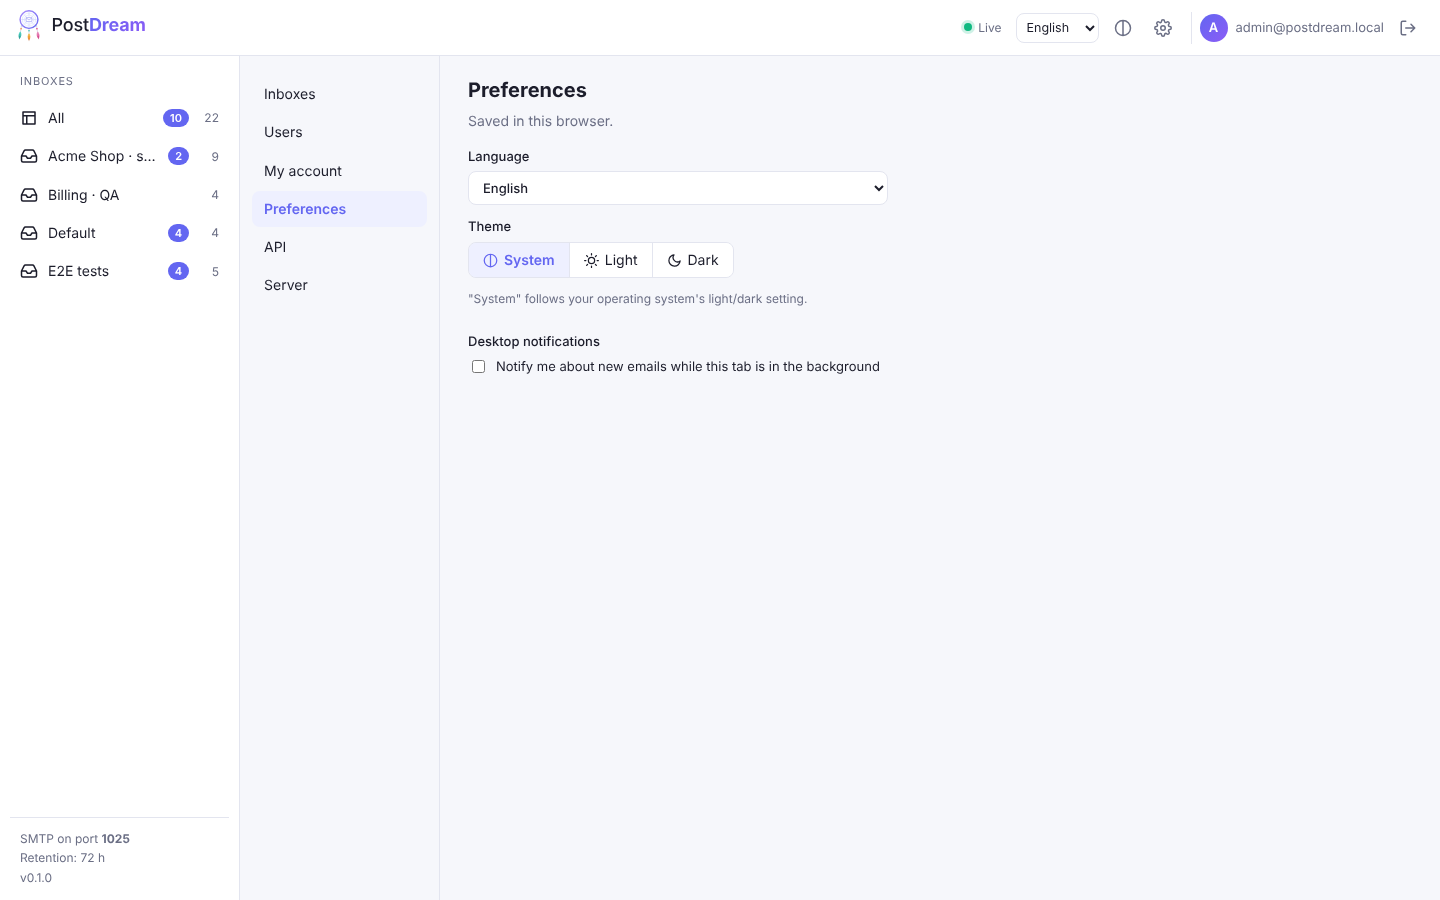 PostDream
Live
English
A
admin@postdream.local
INBOXES
All 10 22
Acme Shop · s... 2 9
Billing · QA 4
Default 4 4
E2E tests 4 5
SMTP on port 1025
Retention: 72 h
v0.1.0
Inboxes
Users
My account
Preferences
API
Server
Preferences
Saved in this browser.
Language
English
Theme
System Light Dark
"System" follows your operating system's light/dark setting.
Desktop notifications
Notify me about new emails while this tab is in the background